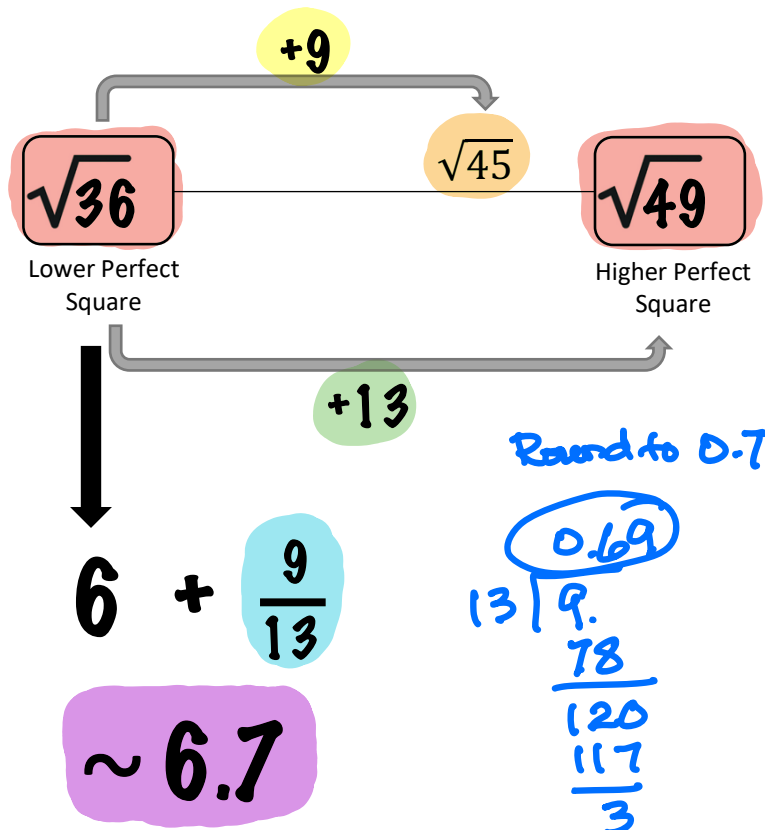 +9
√36
√45
√49
Lower Perfect
Square
Higher Perfect
Square
+13
Round to 0.7
0.69
13 | 9.
78
120
117
3
6 + 9/13
~ 6.7